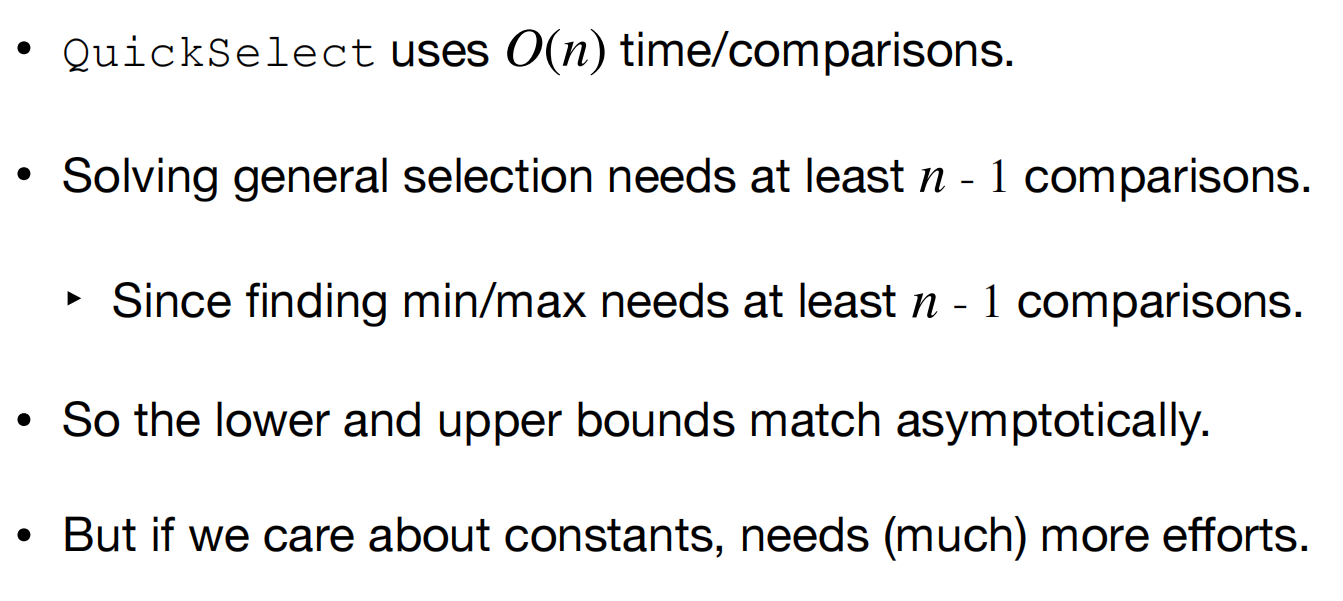 • QuickSelect uses O(n) time/comparisons.
• Solving general selection needs at least n - 1 comparisons.
‣ Since finding min/max needs at least n - 1 comparisons.
• So the lower and upper bounds match asymptotically.
• But if we care about constants, needs (much) more efforts.